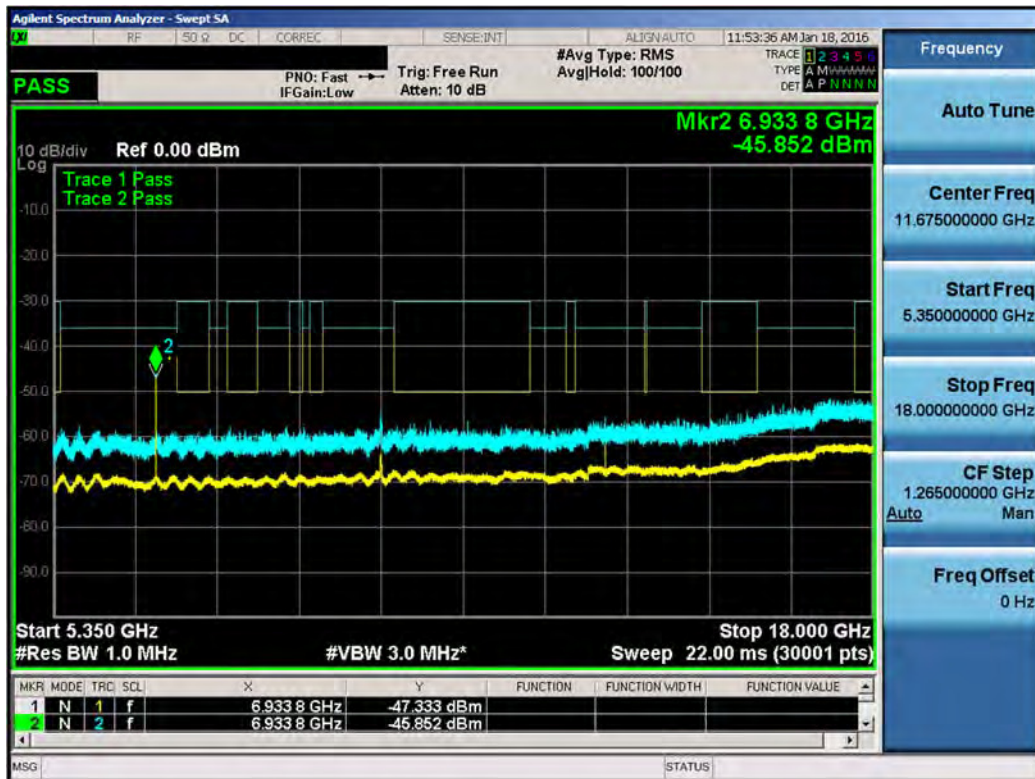 Agilent Spectrum Analyzer - Swept SA
RF 50 Ω DC CORREC SENSE:INT ALIGN AUTO 11:53:36 AM Jan 18, 2016
#Avg Type: RMS TRACE 1 2 3 4 5 6
PNO: Fast Trig: Free Run Avg|Hold: 100/100 TYPE A M W W W W
PASS IFGain:Low Atten: 10 dB DET A P N N N N
Mkr2 6.933 8 GHz
-45.852 dBm
10 dB/div Ref 0.00 dBm
Log
Trace 1 Pass
Trace 2 Pass
-10.0
-20.0
-30.0
-40.0
2
-50.0
-60.0
-70.0
-80.0
-90.0
Start 5.350 GHz Stop 18.000 GHz
#Res BW 1.0 MHz #VBW 3.0 MHz* Sweep 22.00 ms (30001 pts)
MKR MODE TRC SCL X Y FUNCTION FUNCTION WIDTH FUNCTION VALUE
1 N 1 f 6.933 8 GHz -47.333 dBm
2 N 2 f 6.933 8 GHz -45.852 dBm
MSG STATUS
Frequency
Auto Tune
Center Freq
11.675000000 GHz
Start Freq
5.350000000 GHz
Stop Freq
18.000000000 GHz
CF Step
1.265000000 GHz
Auto Man
Freq Offset
0 Hz